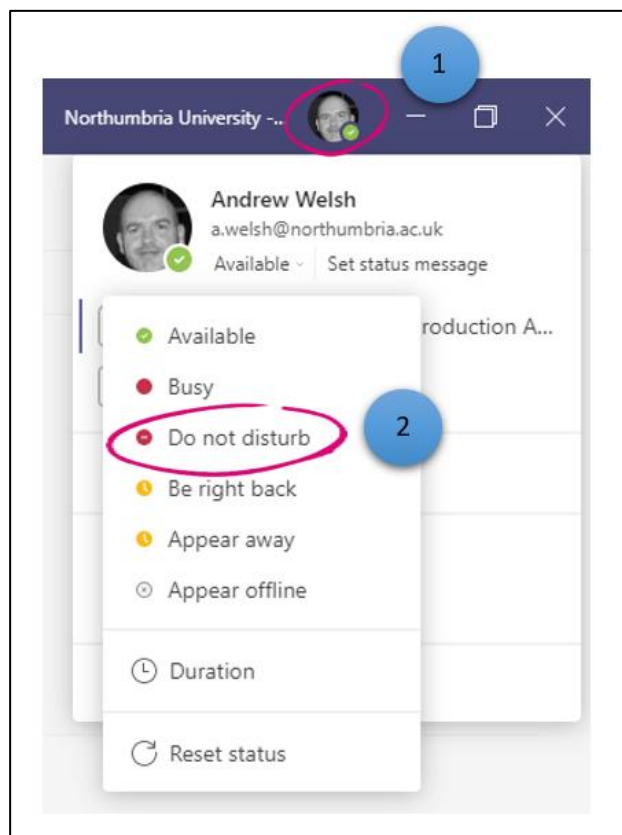 1
Northumbria University -..
Andrew Welsh
a.welsh@northumbria.ac.uk
Available Set status message
roduction A...
Available
Busy
Do not disturb
2
Be right back
Appear away
Appear offline
Duration
Reset status